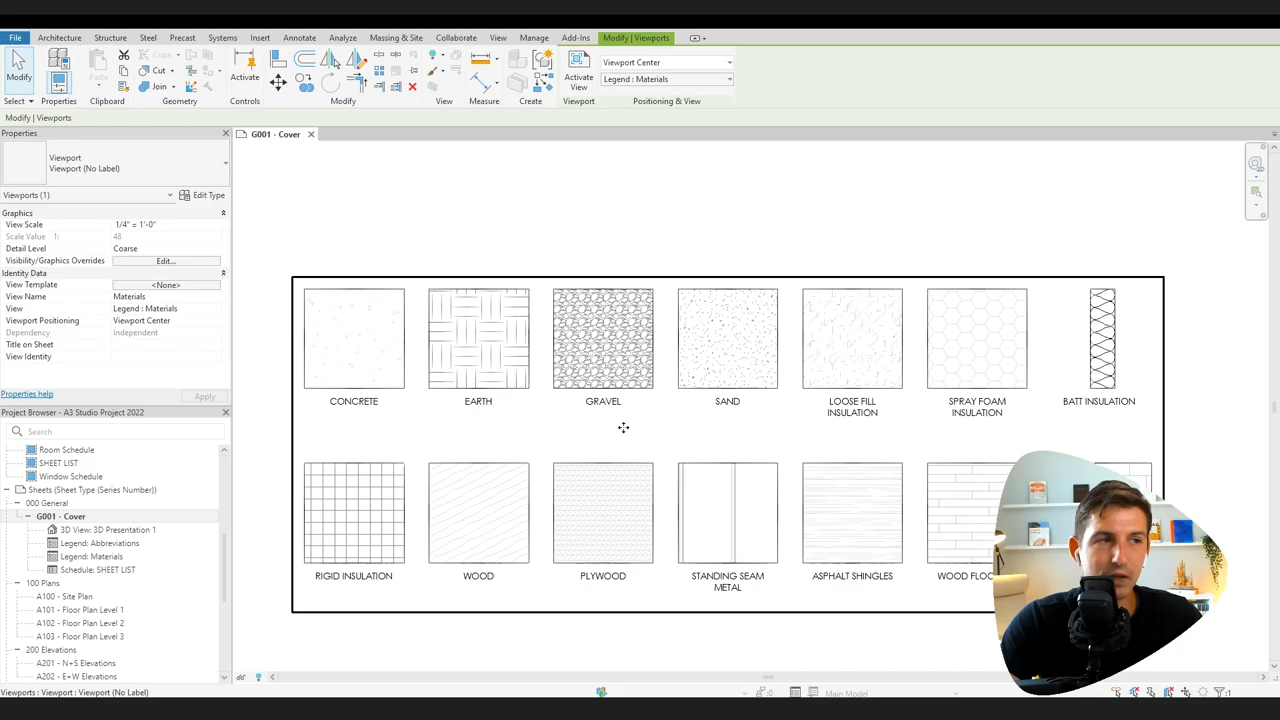 File Architecture Structure Steel Precast Systems Insert Annotate Analyze Massing & Site Collaborate View Manage Add-Ins Modify | Viewports
Modify
Select
Properties
Paste
Cope
Cut
Join
Clipboard
Geometry
Activate
Controls
Modify
View
Measure
Create
Activate
View
Viewport
Viewport Center
Legend : Materials
Positioning & View
Modify | Viewports
Properties
Viewport
Viewport (No Label)
Viewports (1)
Edit Type
Graphics
View Scale 1/4" = 1'-0"
Scale Value 1: 48
Detail Level Coarse
Visibility/Graphics Overrides Edit...
Identity Data
View Template <None>
View Name Materials
View Legend : Materials
Viewport Positioning Viewport Center
Dependency Independent
Title on Sheet
View Identity
Properties help
Apply
Project Browser - A3 Studio Project 2022
Search
Room Schedule
SHEET LIST
Window Schedule
Sheets (Sheet Type (Series Number))
000 General
G001 - Cover
3D View: 3D Presentation 1
Legend: Abbreviations
Legend: Materials
Schedule: SHEET LIST
100 Plans
A100 - Site Plan
A101 - Floor Plan Level 1
A102 - Floor Plan Level 2
A103 - Floor Plan Level 3
200 Elevations
A201 - N+S Elevations
A202 - E+W Elevations
G001 - Cover
CONCRETE
EARTH
GRAVEL
SAND
LOOSE FILL
INSULATION
SPRAY FOAM
INSULATION
BATT INSULATION
RIGID INSULATION
WOOD
PLYWOOD
STANDING SEAM
METAL
ASPHALT SHINGLES
WOOD
Viewports : Viewport : Viewport (No Label)
:0
Main Model
:1